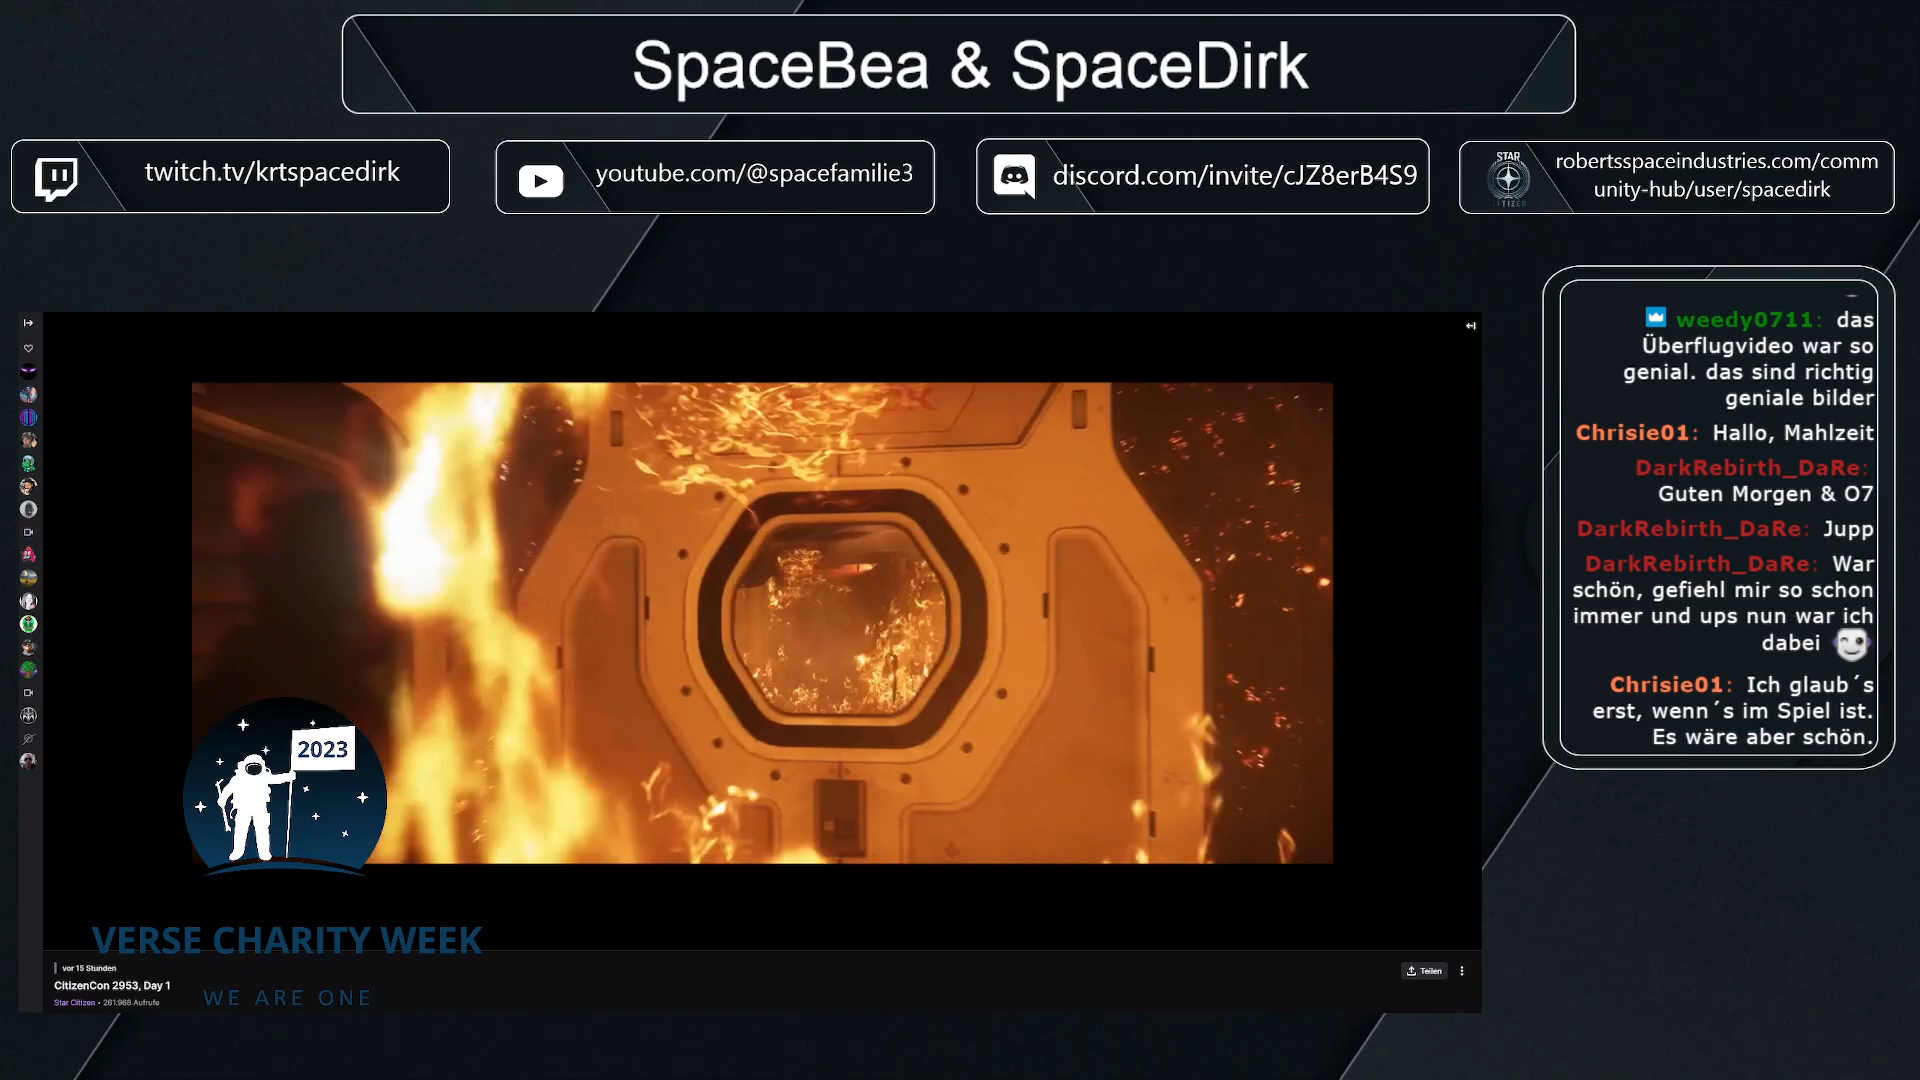 SpaceBea & SpaceDirk
twitch.tv/krtspacedirk
youtube.com/@spacefamilie3
discord.com/invite/cJZ8erB4S9
STAR
robertsspaceindustries.com/comm
unity-hub/user/spacedirk
weedy0711: das
Überflugvideo war so
genial. das sind richtig
geniale bilder
Chrisie01: Hallo, Mahlzeit
DarkRebirth_DaRe:
Guten Morgen & O7
DarkRebirth_DaRe: Jupp
DarkRebirth_DaRe: War
schön, gefiehl mir so schon
immer und ups nun war ich
dabei
Chrisie01: Ich glaub´s
erst, wenn´s im Spiel ist.
Es wäre aber schön.
2023
VERSE CHARITY WEEK
WE ARE ONE
vor 15 Stunden
CitizenCon 2953, Day 1
Star Citizen • 261.968 Aufrufe
Teilen